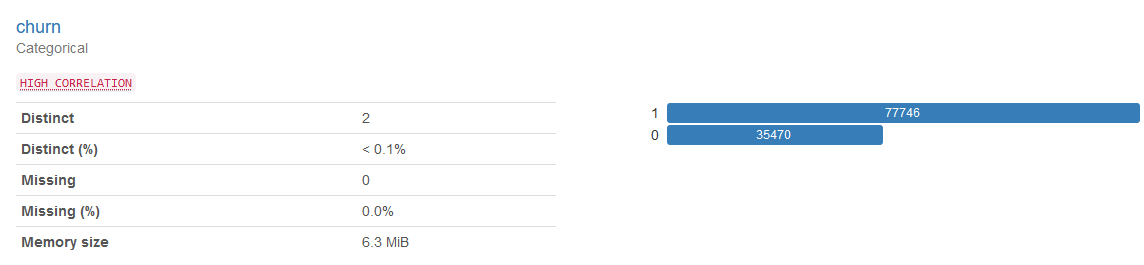 churn
Categorical
HIGH CORRELATION
Distinct 2
Distinct (%) < 0.1%
Missing 0
Missing (%) 0.0%
Memory size 6.3 MiB
1 77746
0 35470